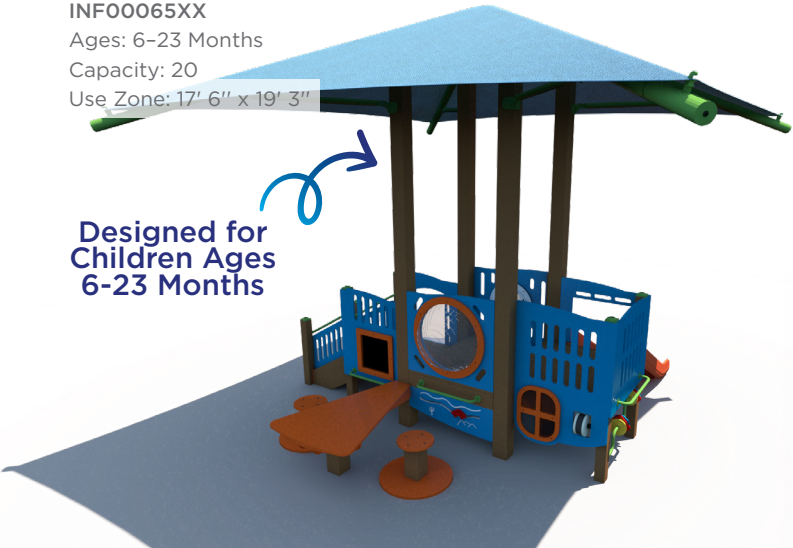 INF00065XX
Ages: 6–23 Months
Capacity: 20
Use Zone: 17' 6'' x 19' 3''
Designed for
Children Ages
6-23 Months